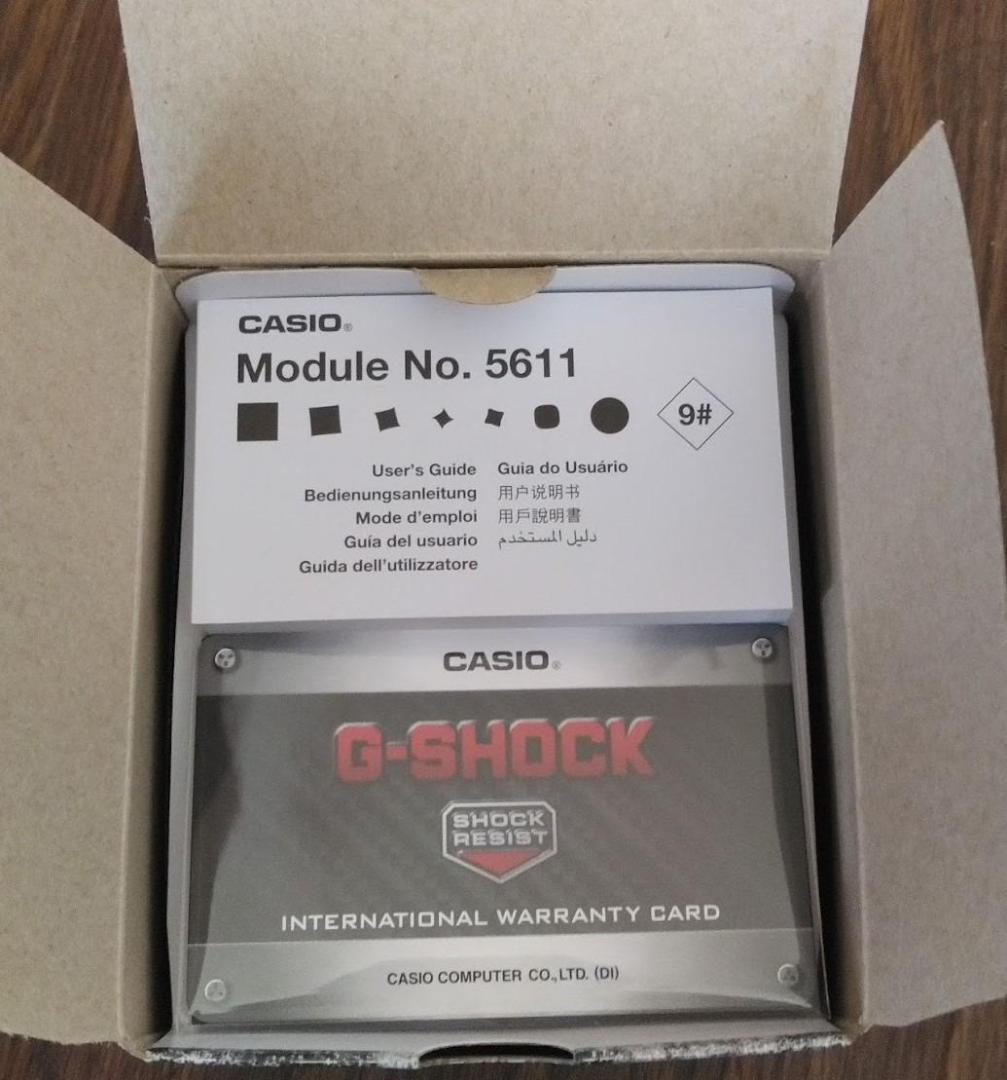 CASIO®
Module No. 5611
9#
User's Guide Guia do Usuário
Bedienungsanleitung 用户说明书
Mode d'emploi 用戶說明書
Guía del usuario دليل المستخدم
Guida dell'utilizzatore
CASIO®
G-SHOCK
SHOCK
RESIST
INTERNATIONAL WARRANTY CARD
CASIO COMPUTER CO., LTD. (DI)